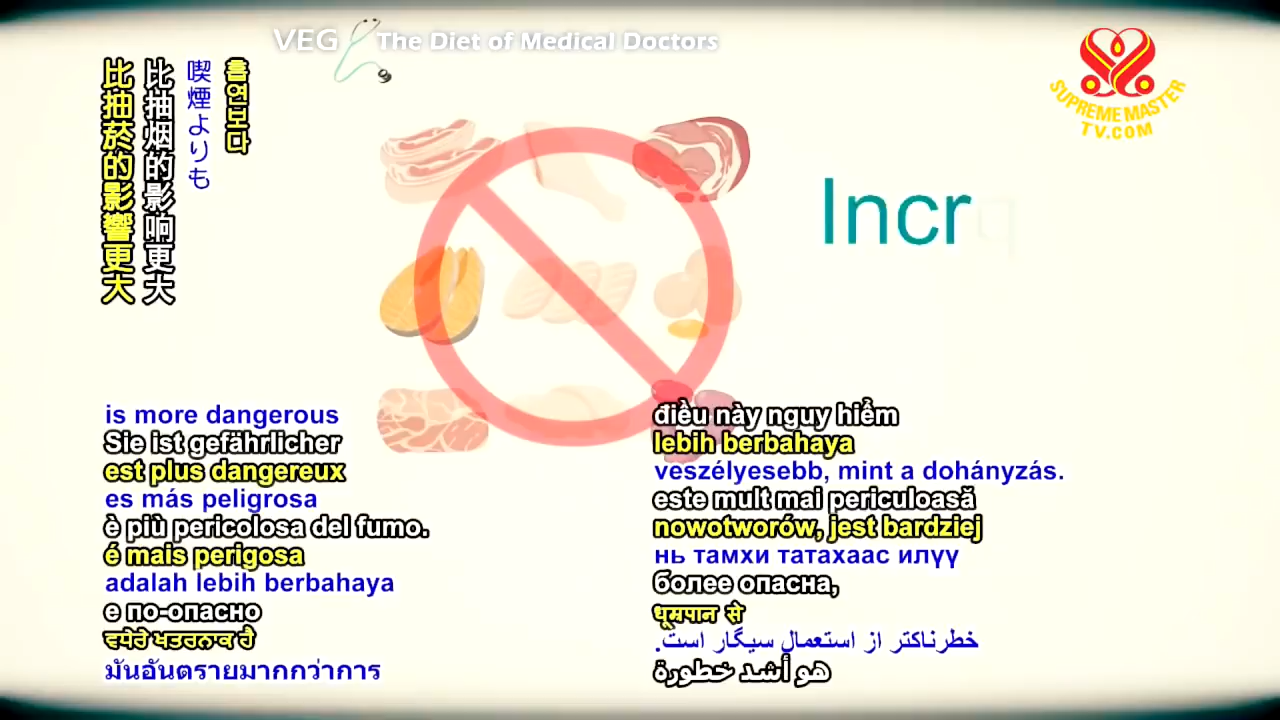 VEG The Diet of Medical Doctors
SUPREME MASTER
TV.COM
흡연보다
喫煙よりも
比抽烟的影响更大
比抽菸的影響更大
Incr
is more dangerous
Sie ist gefährlicher
est plus dangereux
es más peligrosa
è più pericolosa del fumo.
é mais perigosa
adalah lebih berbahaya
е по-опасно
ਵਧੇਰੇ ਖਤਰਨਾਕ ਹੈ
มันอันตรายมากกว่าการ
điều này nguy hiểm
lebih berbahaya
veszélyesebb, mint a dohányzás.
este mult mai periculoasă
nowotworów, jest bardziej
нь тамхи татахаас илүү
более опасна,
धूम्रपान से
خطرناکتر از استعمال سیگار است.
هو أشد خطورة